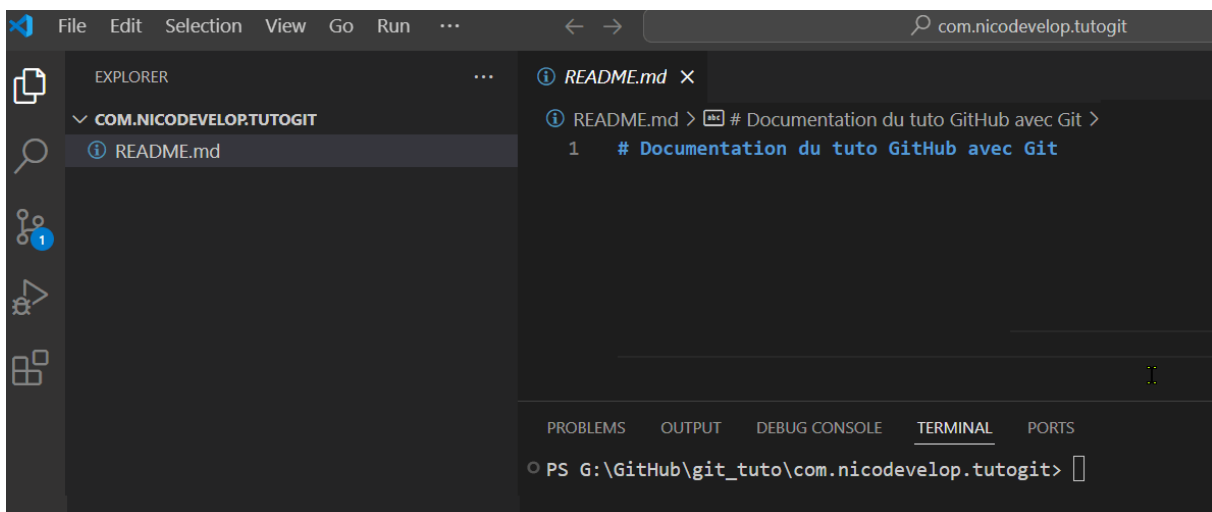 File Edit Selection View Go Run ··· ← → com.nicodevelop.tutogit
EXPLORER ···
COM.NICODEVELOP.TUTOGIT
README.md
1
README.md ×
README.md > # Documentation du tuto GitHub avec Git >
1 # Documentation du tuto GitHub avec Git
PROBLEMS OUTPUT DEBUG CONSOLE TERMINAL PORTS
PS G:\GitHub\git_tuto\com.nicodevelop.tutogit>